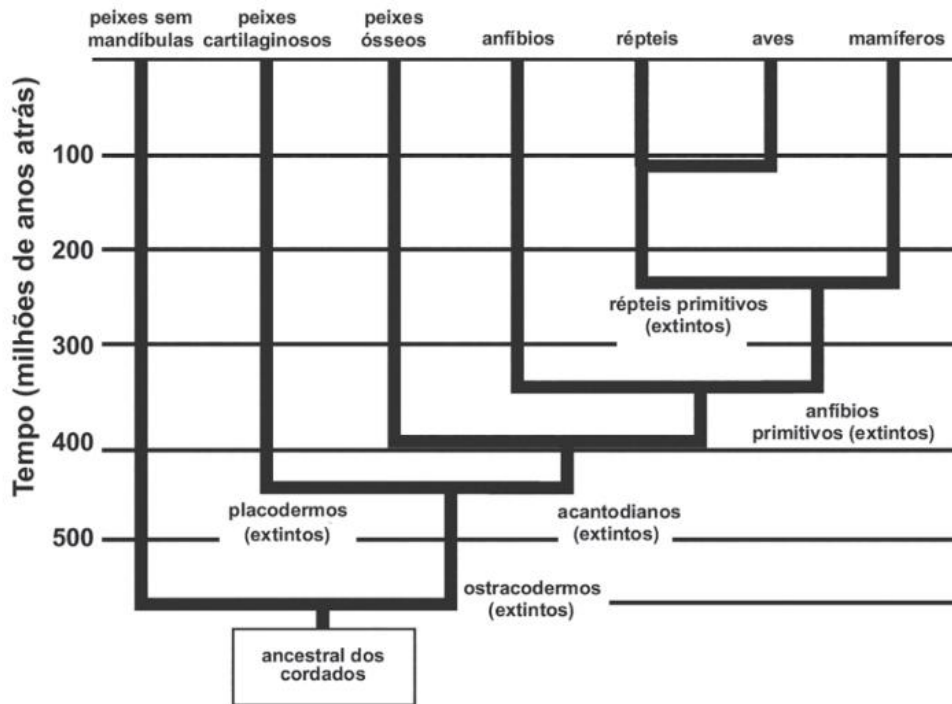 peixes sem
mandíbulas
peixes
cartilaginosos
peixes
ósseos
anfíbios
répteis
aves
mamíferos
Tempo (milhões de anos atrás)
100
200
300
400
500
répteis primitivos
(extintos)
anfíbios
primitivos (extintos)
placodermos
(extintos)
acantodianos
(extintos)
ostracodermos
(extintos)
ancestral dos
cordados